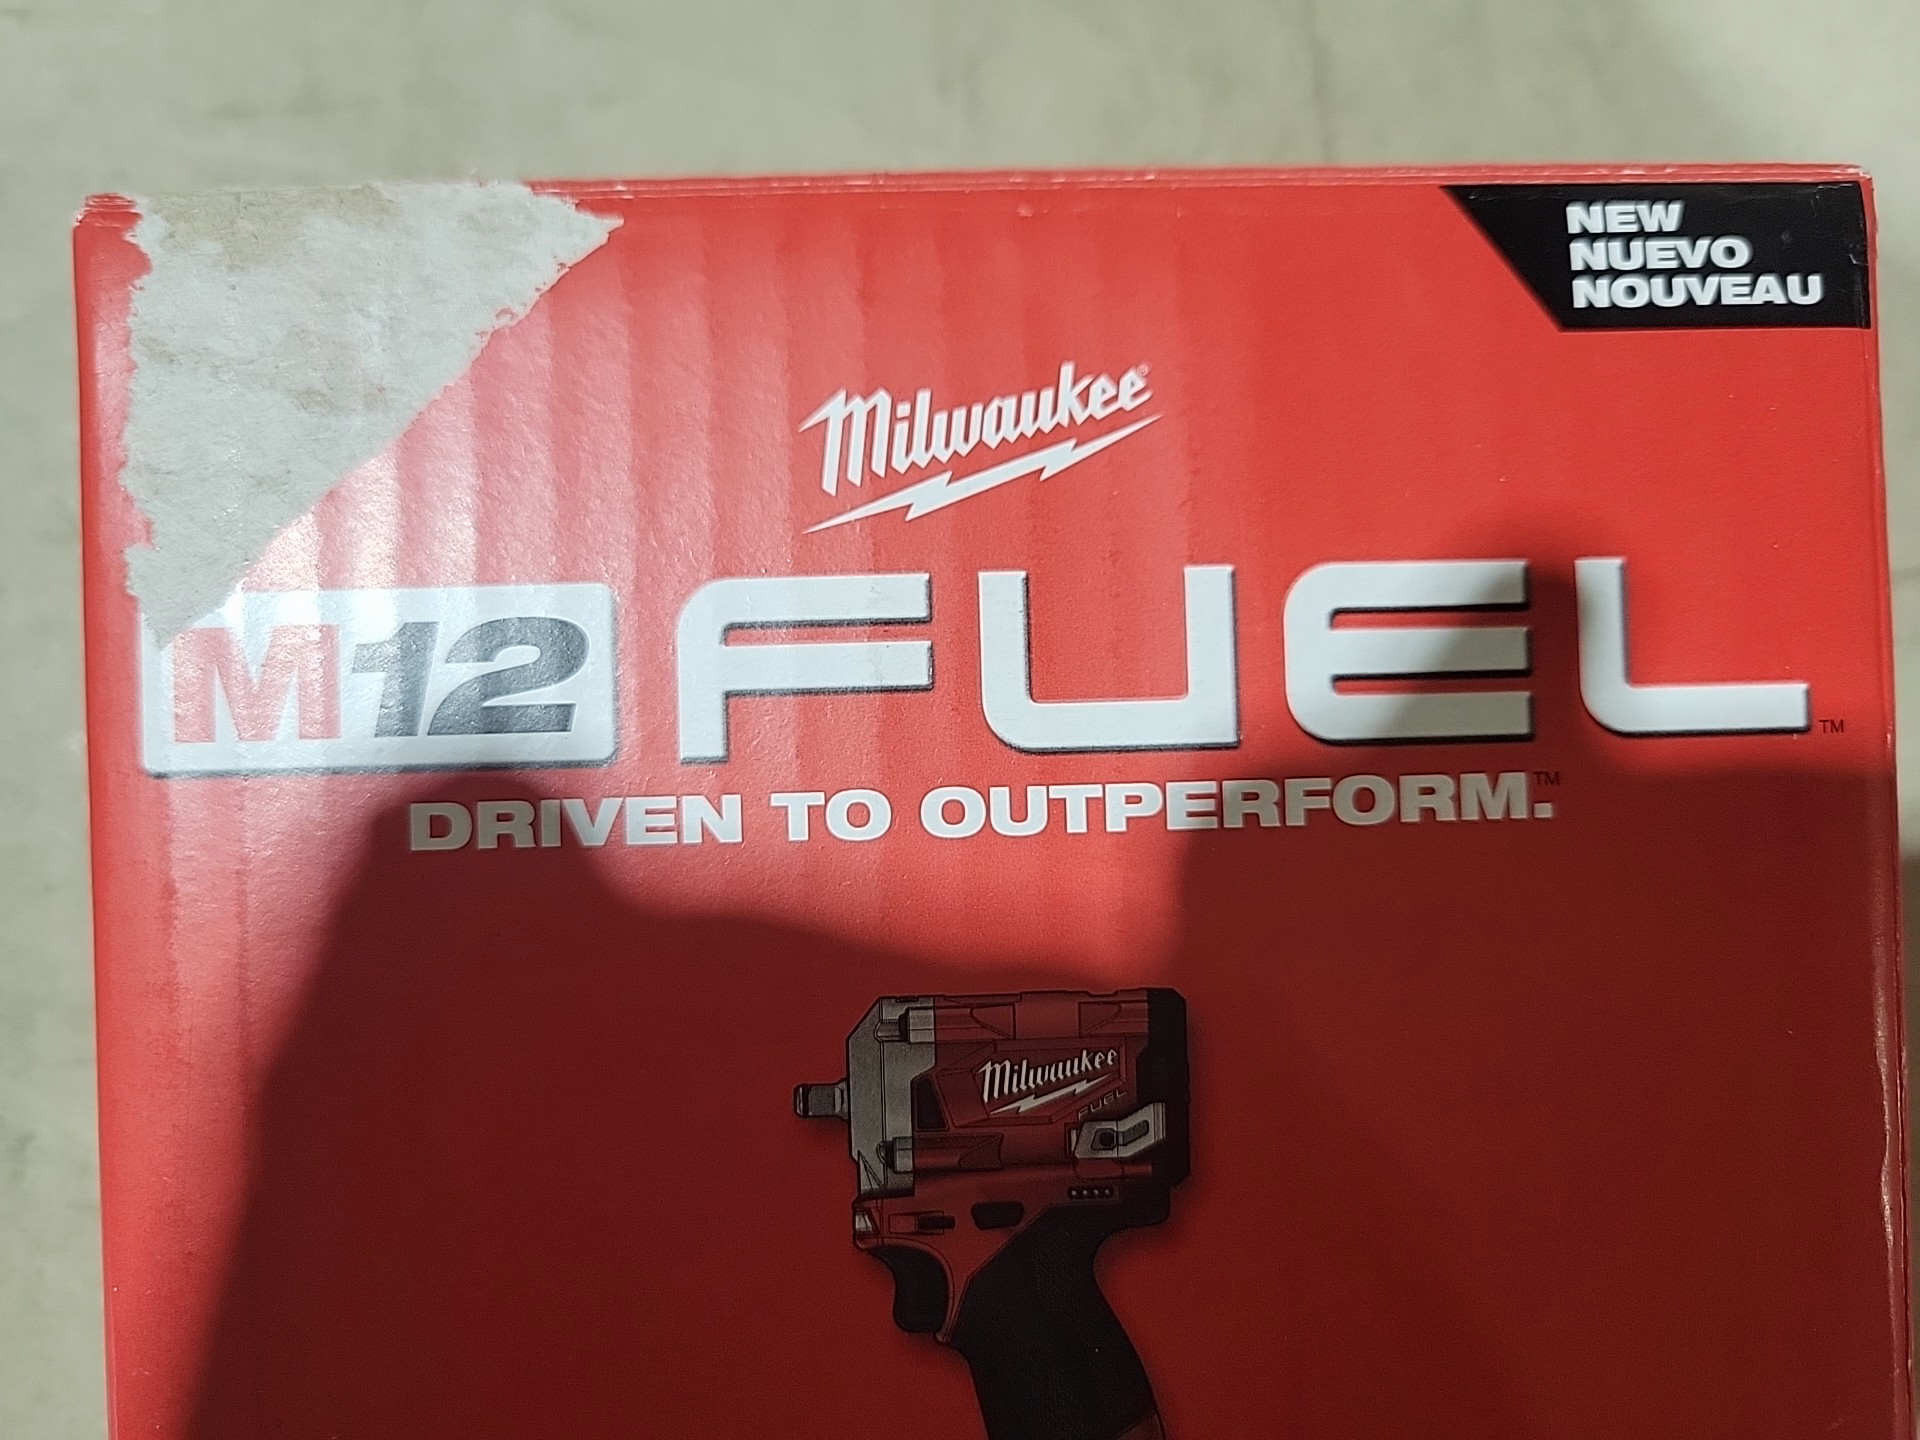 NEW
NUEVO
NOUVEAU
Milwaukee®
M12 FUEL™
DRIVEN TO OUTPERFORM.™
Milwaukee
FUEL